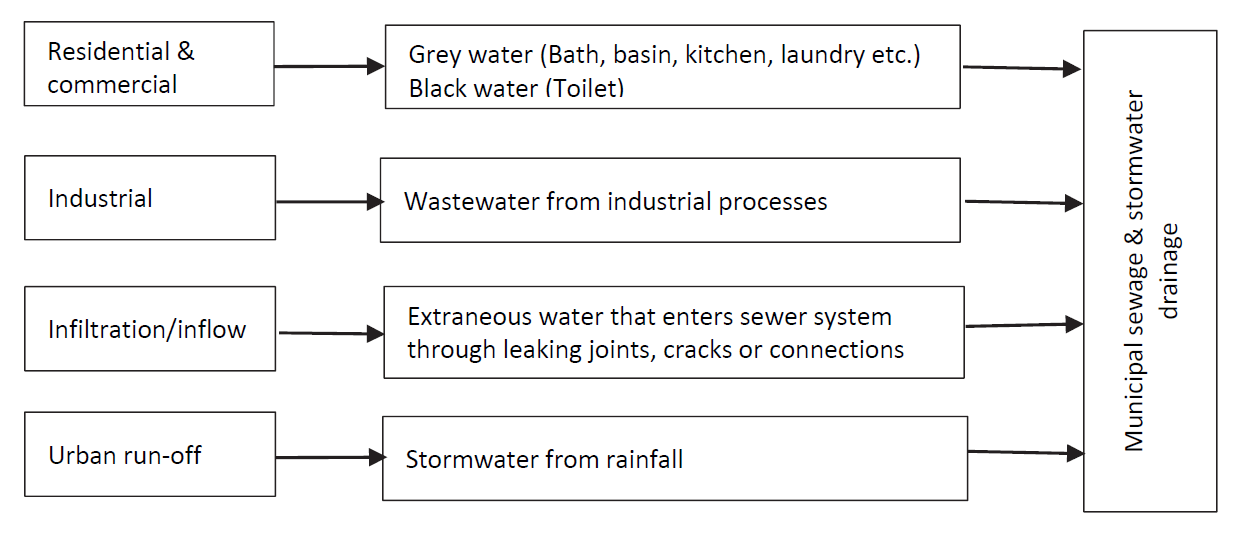 Residential &
commercial
Grey water (Bath, basin, kitchen, laundry etc.)
Black water (Toilet)
Industrial
Wastewater from industrial processes
Infiltration/inflow
Extraneous water that enters sewer system
through leaking joints, cracks or connections
Urban run-off
Stormwater from rainfall
Municipal sewage & stormwater
drainage